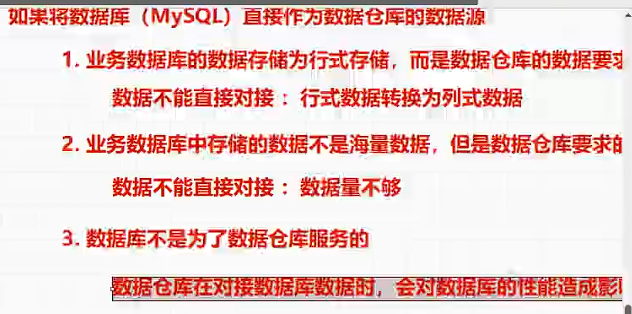 如果将数据库（MySQL）直接作为数据仓库的数据源
1. 业务数据库的数据存储为行式存储，而是数据仓库的数据要求
数据不能直接对接 ：行式数据转换为列式数据
2. 业务数据库中存储的数据不是海量数据，但是数据仓库要求的
数据不能直接对接 ：数据量不够
3. 数据库不是为了数据仓库服务的
数据仓库在对接数据库数据时，会对数据库的性能造成影